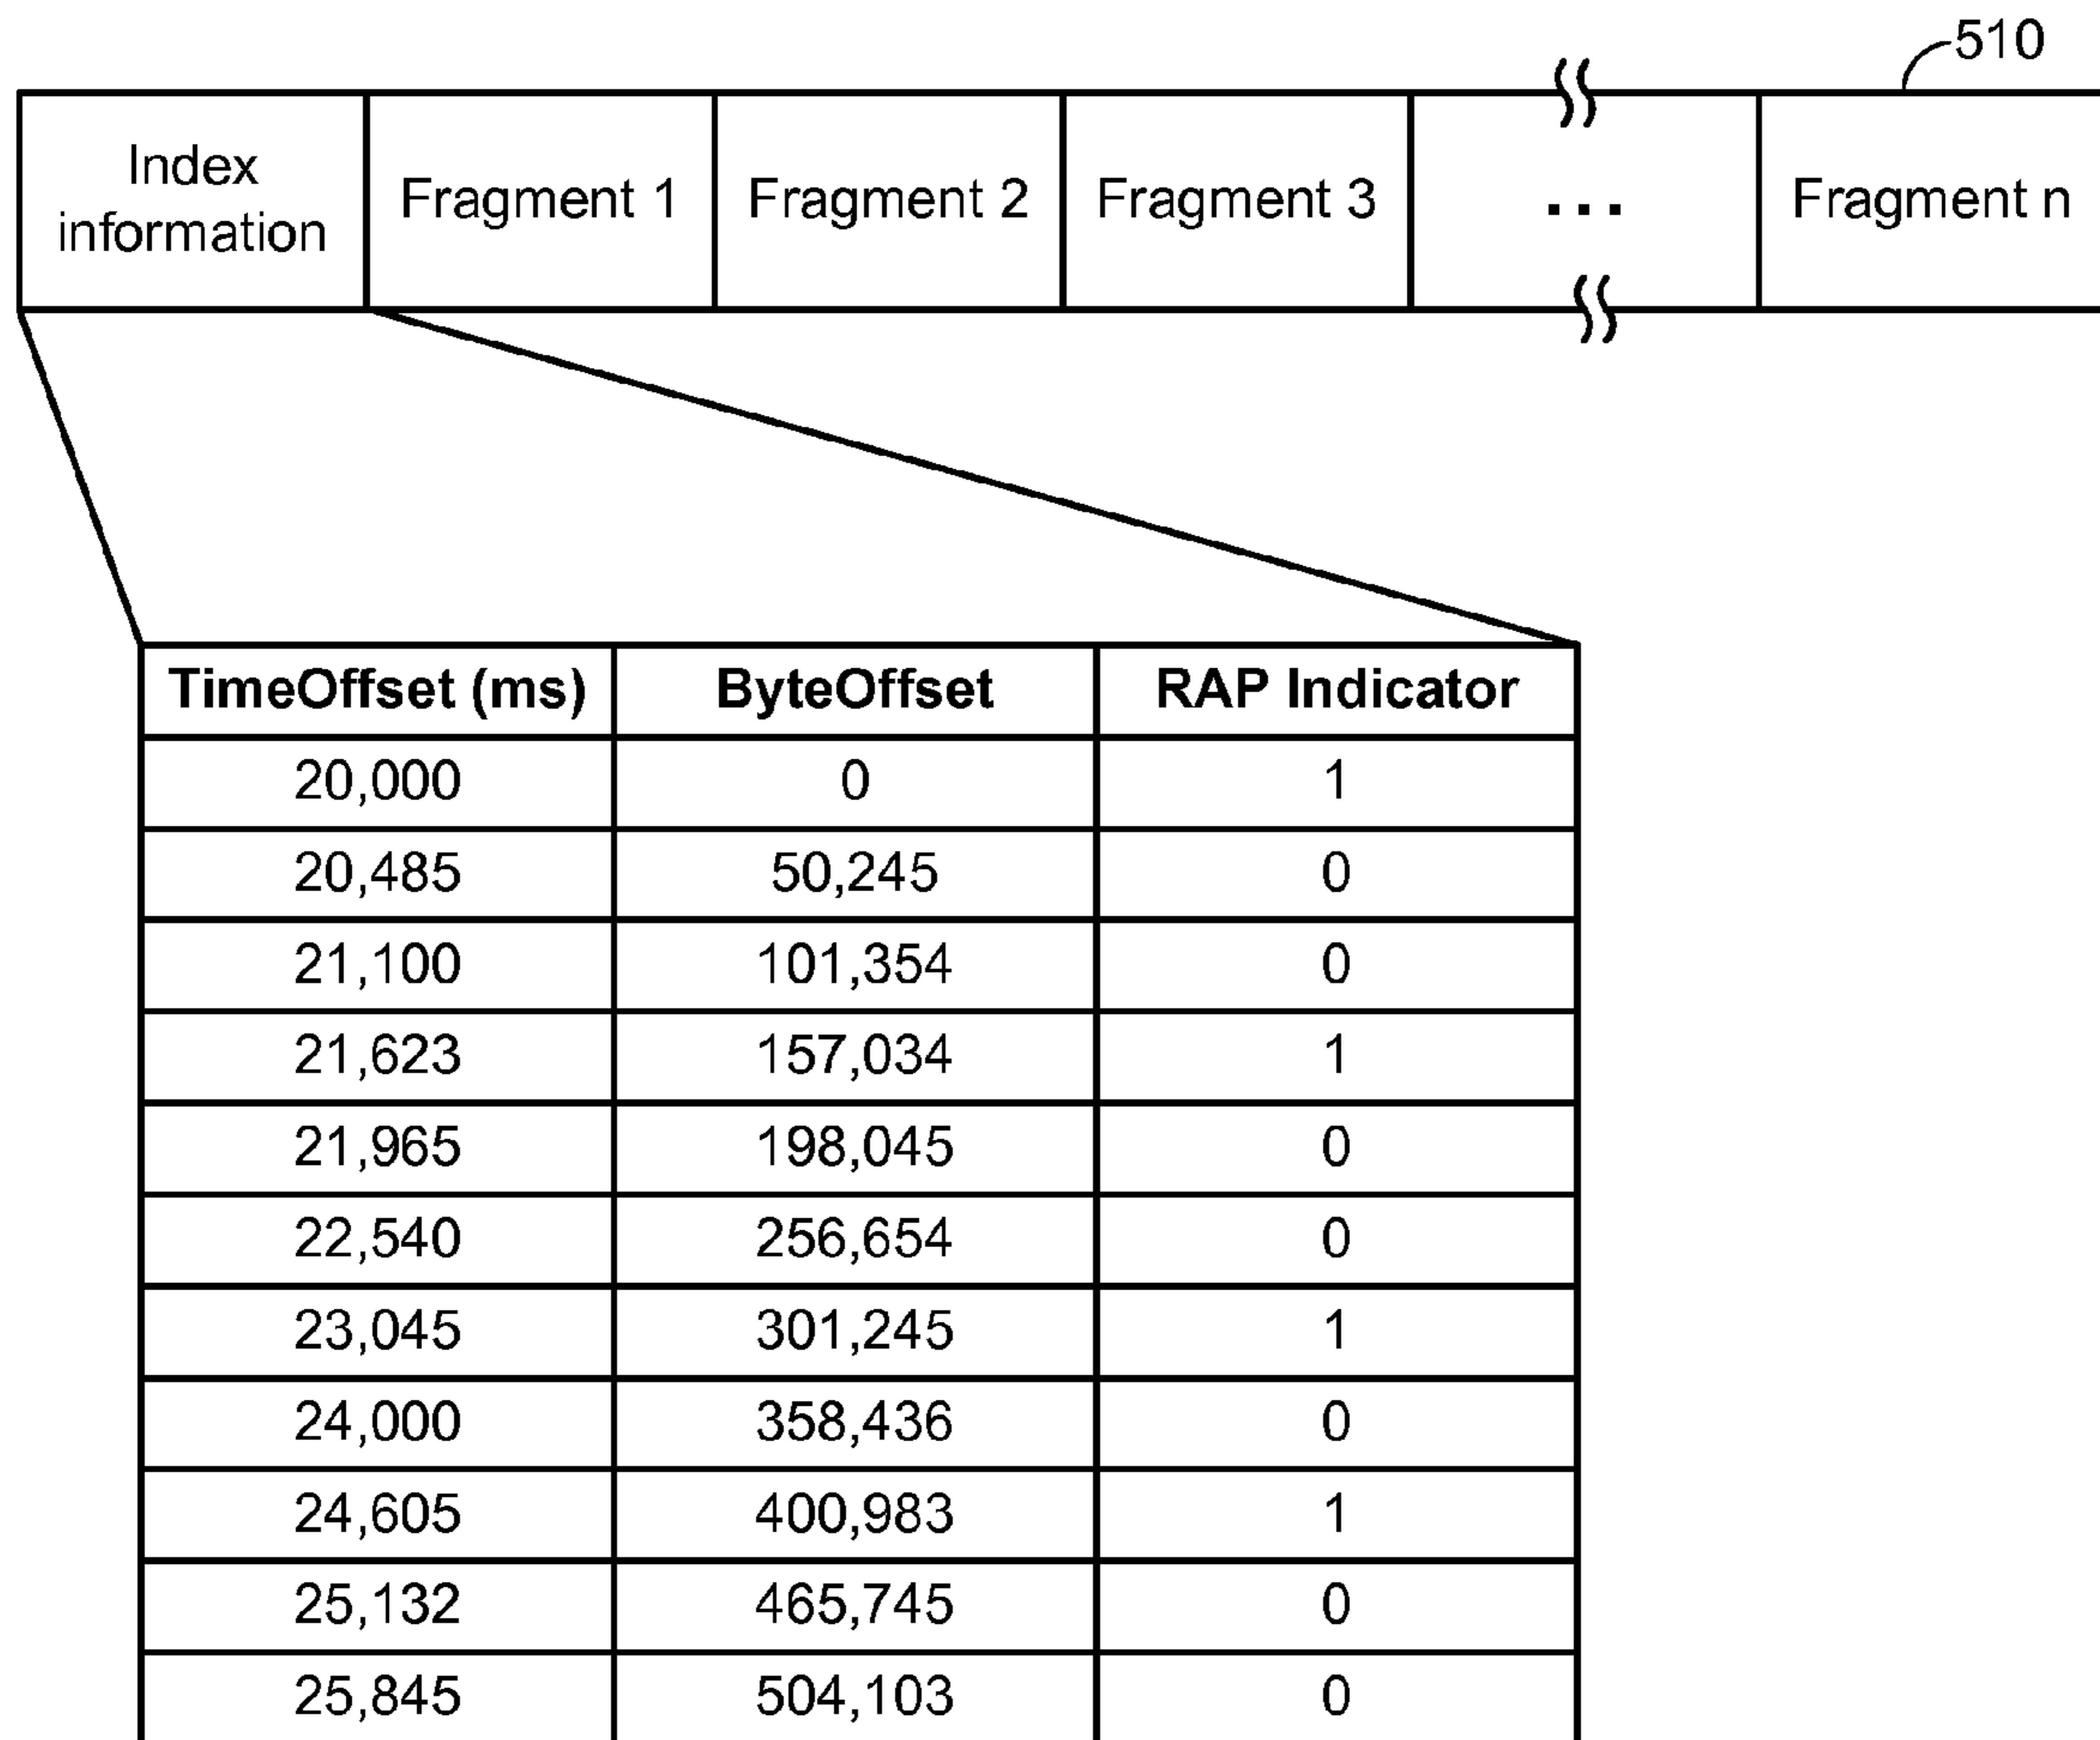 510
Index
information
Fragment 1
Fragment 2
Fragment 3
...
Fragment n
TimeOffset (ms) ByteOffset RAP Indicator
20,000 0 1
20,485 50,245 0
21,100 101,354 0
21,623 157,034 1
21,965 198,045 0
22,540 256,654 0
23,045 301,245 1
24,000 358,436 0
24,605 400,983 1
25,132 465,745 0
25,845 504,103 0